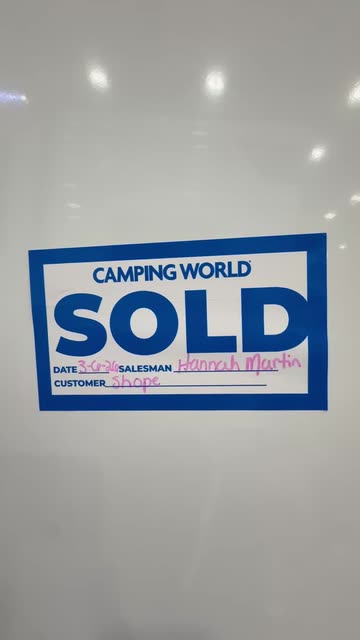 CAMPING WORLD
SOLD
DATE 3-6-26 SALESMAN Hannah Martin
CUSTOMER Shope